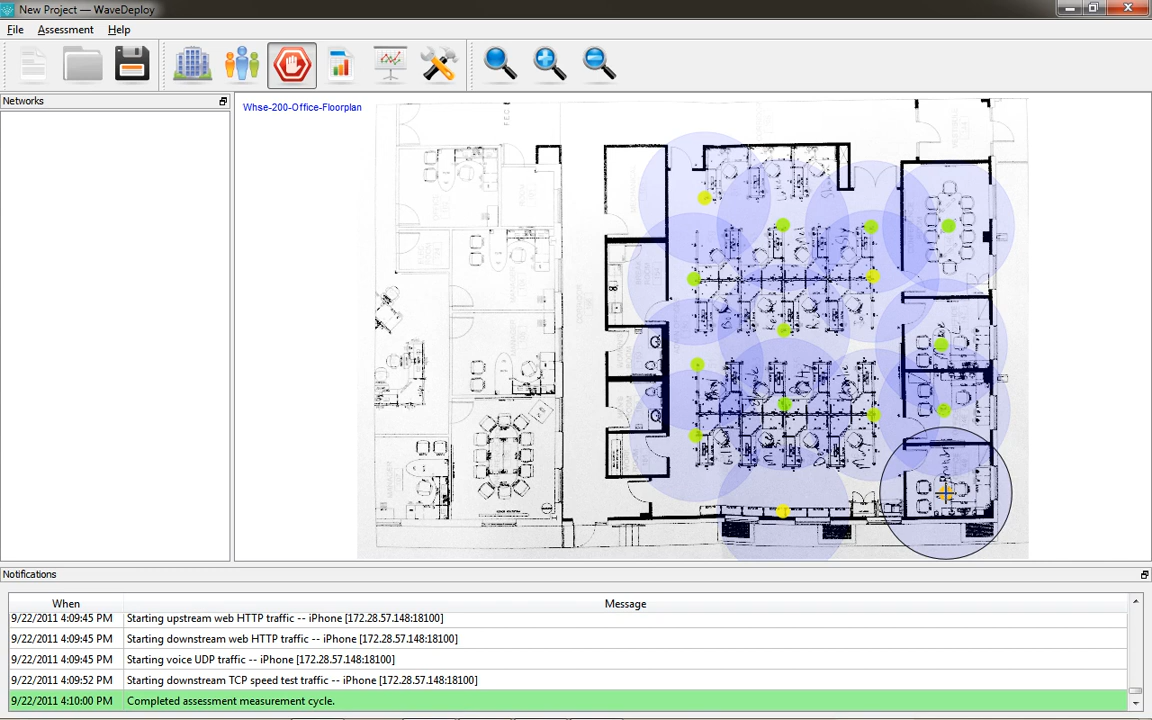 New Project — WaveDeploy
File Assessment Help
Networks
Whse-200-Office-Floorplan
Notifications
When Message
9/22/2011 4:09:45 PM Starting upstream web HTTP traffic -- iPhone [172.28.57.148:18100]
9/22/2011 4:09:45 PM Starting downstream web HTTP traffic -- iPhone [172.28.57.148:18100]
9/22/2011 4:09:45 PM Starting voice UDP traffic -- iPhone [172.28.57.148:18100]
9/22/2011 4:09:52 PM Starting downstream TCP speed test traffic -- iPhone [172.28.57.148:18100]
9/22/2011 4:10:00 PM Completed assessment measurement cycle.